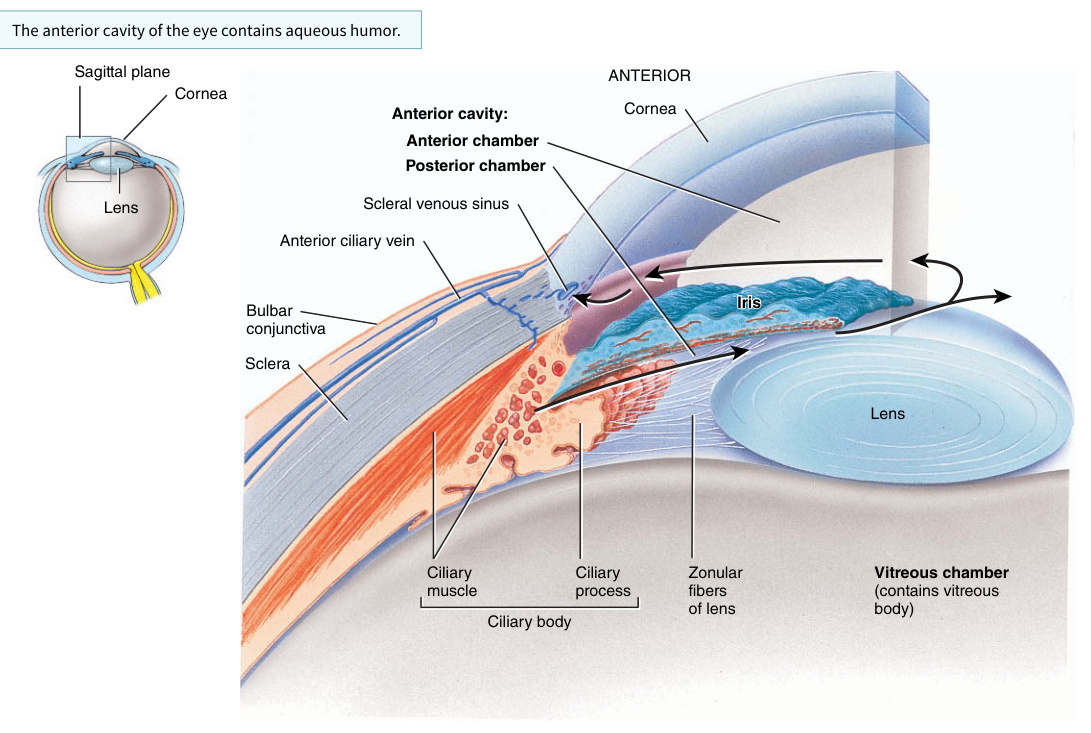 The anterior cavity of the eye contains aqueous humor.
Sagittal plane
Cornea
Lens
ANTERIOR
Cornea
Anterior cavity:
Anterior chamber
Posterior chamber
Scleral venous sinus
Anterior ciliary vein
Bulbar
conjunctiva
Sclera
Iris
Lens
Ciliary
muscle
Ciliary
process
Ciliary body
Zonular
fibers
of lens
Vitreous chamber
(contains vitreous
body)